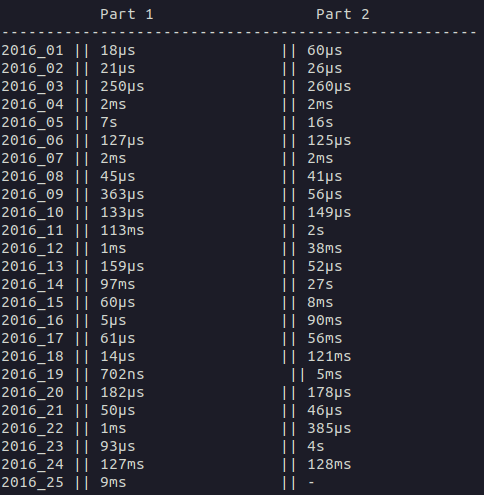 Part 1 Part 2
-----------------------------------------------------
2016_01 || 18µs || 60µs
2016_02 || 21µs || 26µs
2016_03 || 250µs || 260µs
2016_04 || 2ms || 2ms
2016_05 || 7s || 16s
2016_06 || 127µs || 125µs
2016_07 || 2ms || 2ms
2016_08 || 45µs || 41µs
2016_09 || 363µs || 56µs
2016_10 || 133µs || 149µs
2016_11 || 113ms || 2s
2016_12 || 1ms || 38ms
2016_13 || 159µs || 52µs
2016_14 || 97ms || 27s
2016_15 || 60µs || 8ms
2016_16 || 5µs || 90ms
2016_17 || 61µs || 56ms
2016_18 || 14µs || 121ms
2016_19 || 702ns || 5ms
2016_20 || 182µs || 178µs
2016_21 || 50µs || 46µs
2016_22 || 1ms || 385µs
2016_23 || 93µs || 4s
2016_24 || 127ms || 128ms
2016_25 || 9ms || -